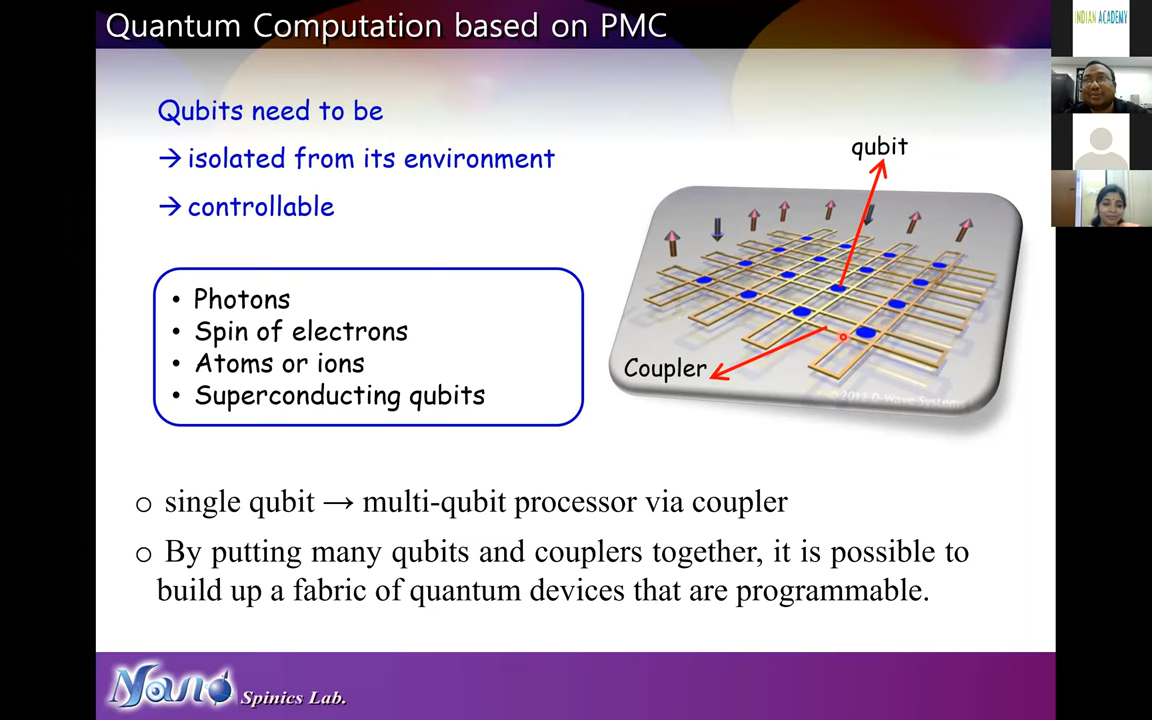 Quantum Computation based on PMC
INDIAN ACADEMY
Qubits need to be
→ isolated from its environment
→ controllable
qubit
• Photons
• Spin of electrons
• Atoms or ions
• Superconducting qubits
Coupler
©2012 D-Wave Systems
o single qubit → multi-qubit processor via coupler
o By putting many qubits and couplers together, it is possible to
build up a fabric of quantum devices that are programmable.
Nano Spinics Lab.